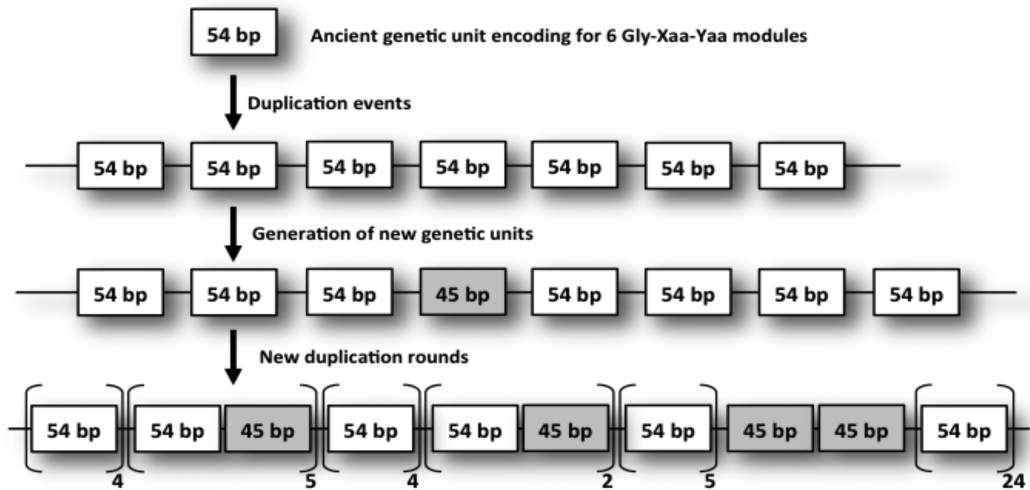 54 bp
Ancient genetic unit encoding for 6 Gly-Xaa-Yaa modules
Duplication events
54 bp 54 bp 54 bp 54 bp 54 bp 54 bp 54 bp
Generation of new genetic units
54 bp 54 bp 54 bp 45 bp 54 bp 54 bp 54 bp 54 bp
New duplication rounds
54 bp 54 bp 45 bp 54 bp 54 bp 45 bp 54 bp 45 bp 45 bp 54 bp
4 5 4 2 5 24